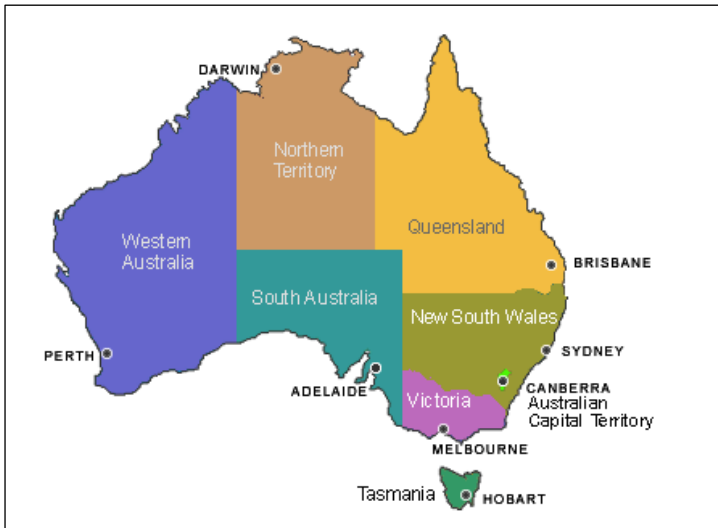 DARWIN
Northern
Territory
Queensland
Western
Australia
BRISBANE
South Australia
New South Wales
SYDNEY
PERTH
ADELAIDE
CANBERRA
Victoria
Australian
Capital Territory
MELBOURNE
Tasmania
HOBART